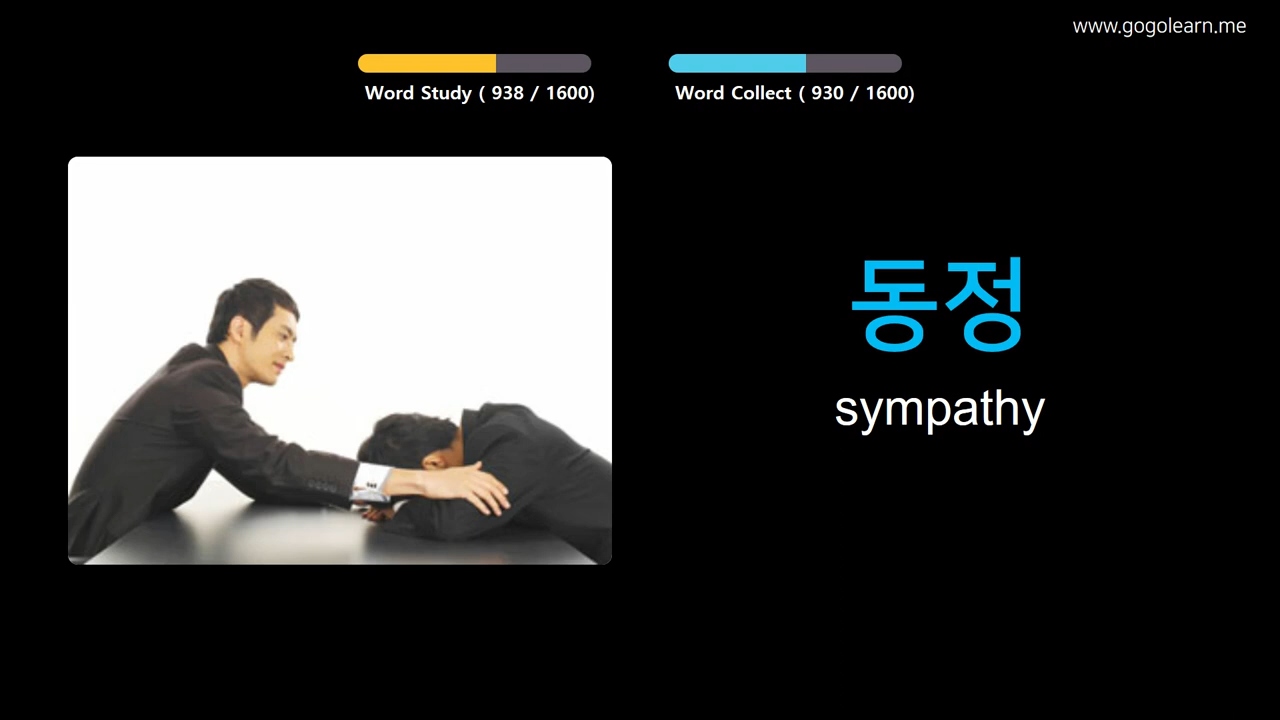 www.gogolearn.me
Word Study ( 938 / 1600)
Word Collect ( 930 / 1600)
동정
sympathy